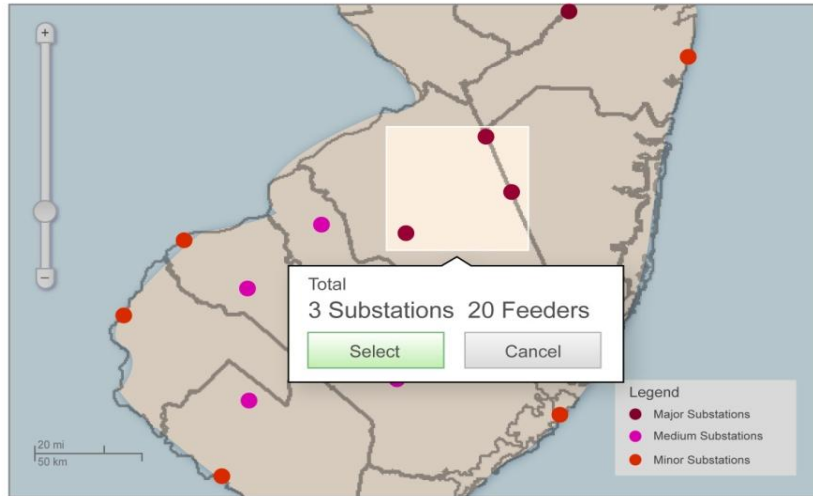 +
−
Total
3 Substations 20 Feeders
Select Cancel
Legend
Major Substations
Medium Substations
Minor Substations
20 mi
50 km